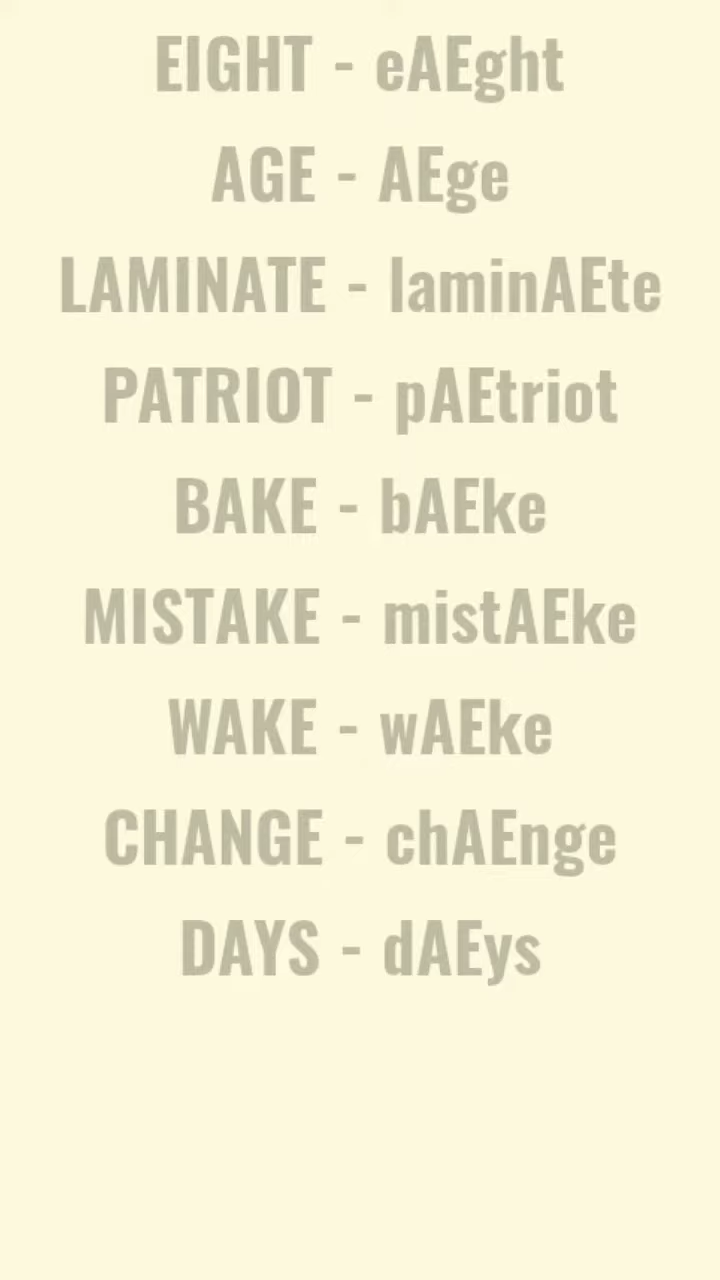 EIGHT - eAEght
AGE - AEge
LAMINATE - laminAEte
PATRIOT - pAEtriot
BAKE - bAEke
MISTAKE - mistAEke
WAKE - wAEke
CHANGE - chAEnge
DAYS - dAEys